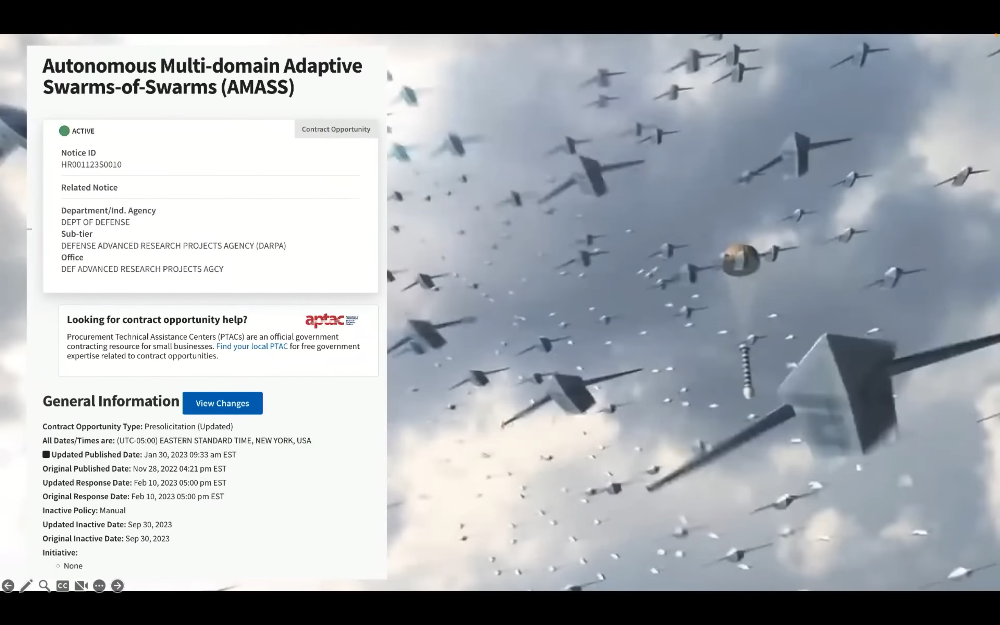 Autonomous Multi-domain Adaptive
Swarms-of-Swarms (AMASS)
ACTIVE
Contract Opportunity
Notice ID
HR001123S0010
Related Notice
Department/Ind. Agency
DEPT OF DEFENSE
Sub-tier
DEFENSE ADVANCED RESEARCH PROJECTS AGENCY (DARPA)
Office
DEF ADVANCED RESEARCH PROJECTS AGCY
Looking for contract opportunity help?
aptac
Procurement Technical Assistance Centers (PTACs) are an official government
contracting resource for small businesses. Find your local PTAC for free government
expertise related to contract opportunities.
General Information
View Changes
Contract Opportunity Type: Presolicitation (Updated)
All Dates/Times are: (UTC-05:00) EASTERN STANDARD TIME, NEW YORK, USA
Updated Published Date: Jan 30, 2023 09:33 am EST
Original Published Date: Nov 28, 2022 04:21 pm EST
Updated Response Date: Feb 10, 2023 05:00 pm EST
Original Response Date: Feb 10, 2023 05:00 pm EST
Inactive Policy: Manual
Updated Inactive Date: Sep 30, 2023
Original Inactive Date: Sep 30, 2023
Initiative:
None
CC